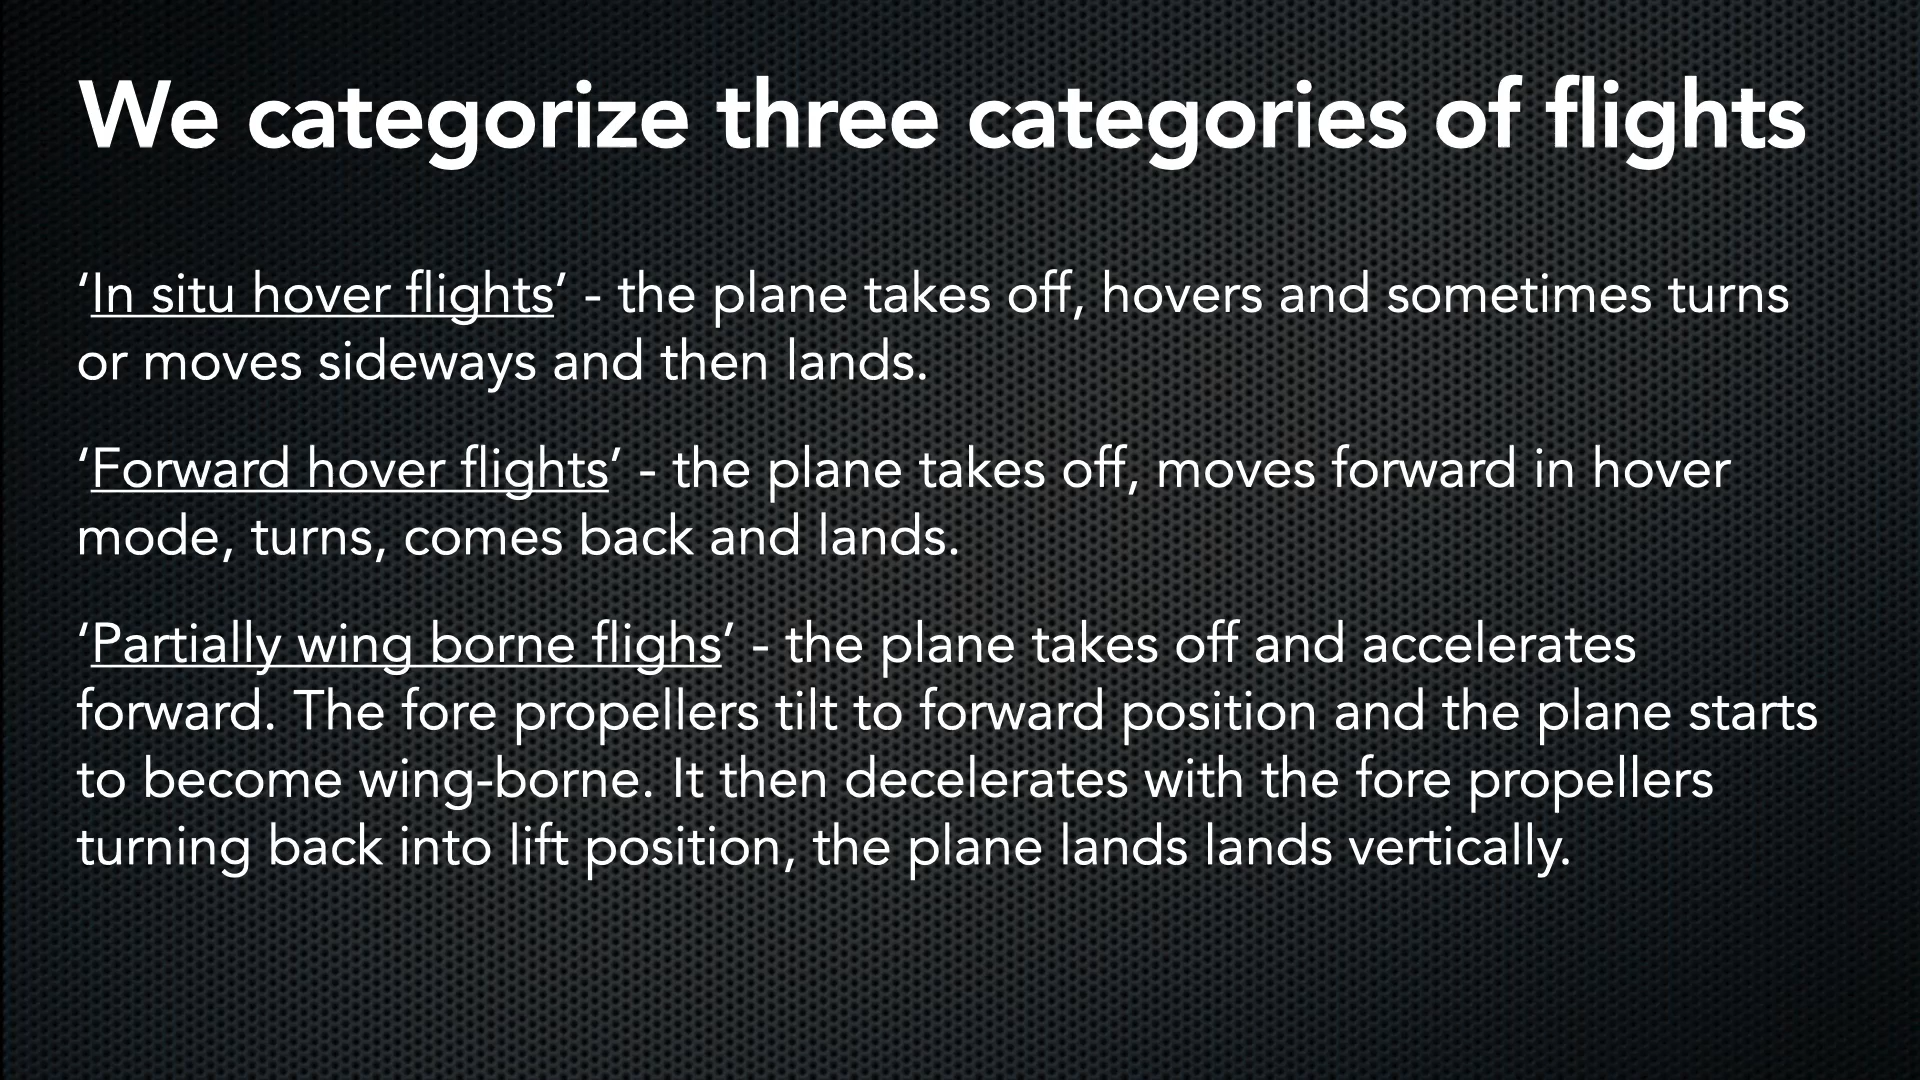 We categorize three categories of flights
‘In situ hover flights’ - the plane takes off, hovers and sometimes turns
or moves sideways and then lands.
‘Forward hover flights’ - the plane takes off, moves forward in hover
mode, turns, comes back and lands.
‘Partially wing borne flighs’ - the plane takes off and accelerates
forward. The fore propellers tilt to forward position and the plane starts
to become wing-borne. It then decelerates with the fore propellers
turning back into lift position, the plane lands lands vertically.